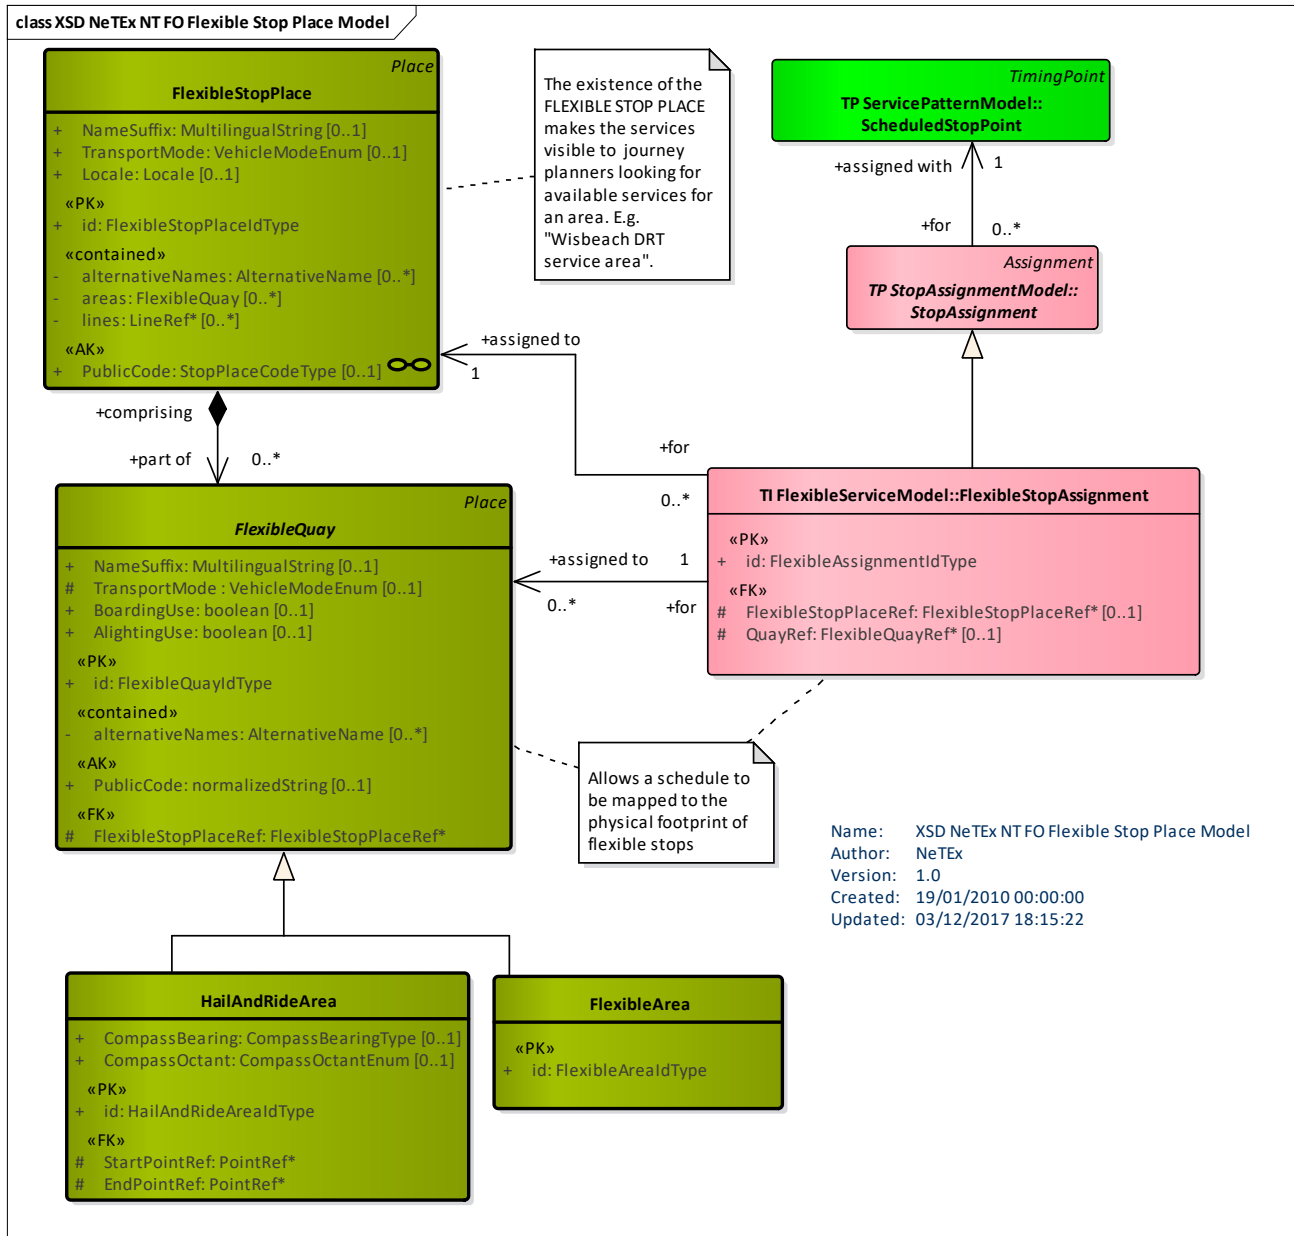 class XSD NeTEx NT FO Flexible Stop Place Model
Place
FlexibleStopPlace
+ NameSuffix: MultilingualString [0..1]
+ TransportMode: VehicleModeEnum [0..1]
+ Locale: Locale [0..1]
«PK»
+ id: FlexibleStopPlaceIdType
«contained»
- alternativeNames: AlternativeName [0..*]
- areas: FlexibleQuay [0..*]
- lines: LineRef* [0..*]
«AK»
+ PublicCode: StopPlaceCodeType [0..1]
The existence of the
FLEXIBLE STOP PLACE
makes the services
visible to journey
planners looking for
available services for
an area. E.g.
"Wisbeach DRT
service area".
TimingPoint
TP ServicePatternModel::
ScheduledStopPoint
+assigned with 1
+for 0..*
Assignment
TP StopAssignmentModel::
StopAssignment
+assigned to
1
+for
0..*
+comprising
+part of 0..*
Place
FlexibleQuay
+ NameSuffix: MultilingualString [0..1]
# TransportMode : VehicleModeEnum [0..1]
+ BoardingUse: boolean [0..1]
+ AlightingUse: boolean [0..1]
«PK»
+ id: FlexibleQuayIdType
«contained»
- alternativeNames: AlternativeName [0..*]
«AK»
+ PublicCode: normalizedString [0..1]
«FK»
# FlexibleStopPlaceRef: FlexibleStopPlaceRef*
+assigned to 1
0..* +for
TI FlexibleServiceModel::FlexibleStopAssignment
«PK»
+ id: FlexibleAssignmentIdType
«FK»
# FlexibleStopPlaceRef: FlexibleStopPlaceRef* [0..1]
# QuayRef: FlexibleQuayRef* [0..1]
Allows a schedule to
be mapped to the
physical footprint of
flexible stops
Name: XSD NeTEx NT FO Flexible Stop Place Model
Author: NeTEx
Version: 1.0
Created: 19/01/2010 00:00:00
Updated: 03/12/2017 18:15:22
HailAndRideArea
+ CompassBearing: CompassBearingType [0..1]
+ CompassOctant: CompassOctantEnum [0..1]
«PK»
+ id: HailAndRideAreaIdType
«FK»
# StartPointRef: PointRef*
# EndPointRef: PointRef*
FlexibleArea
«PK»
+ id: FlexibleAreaIdType